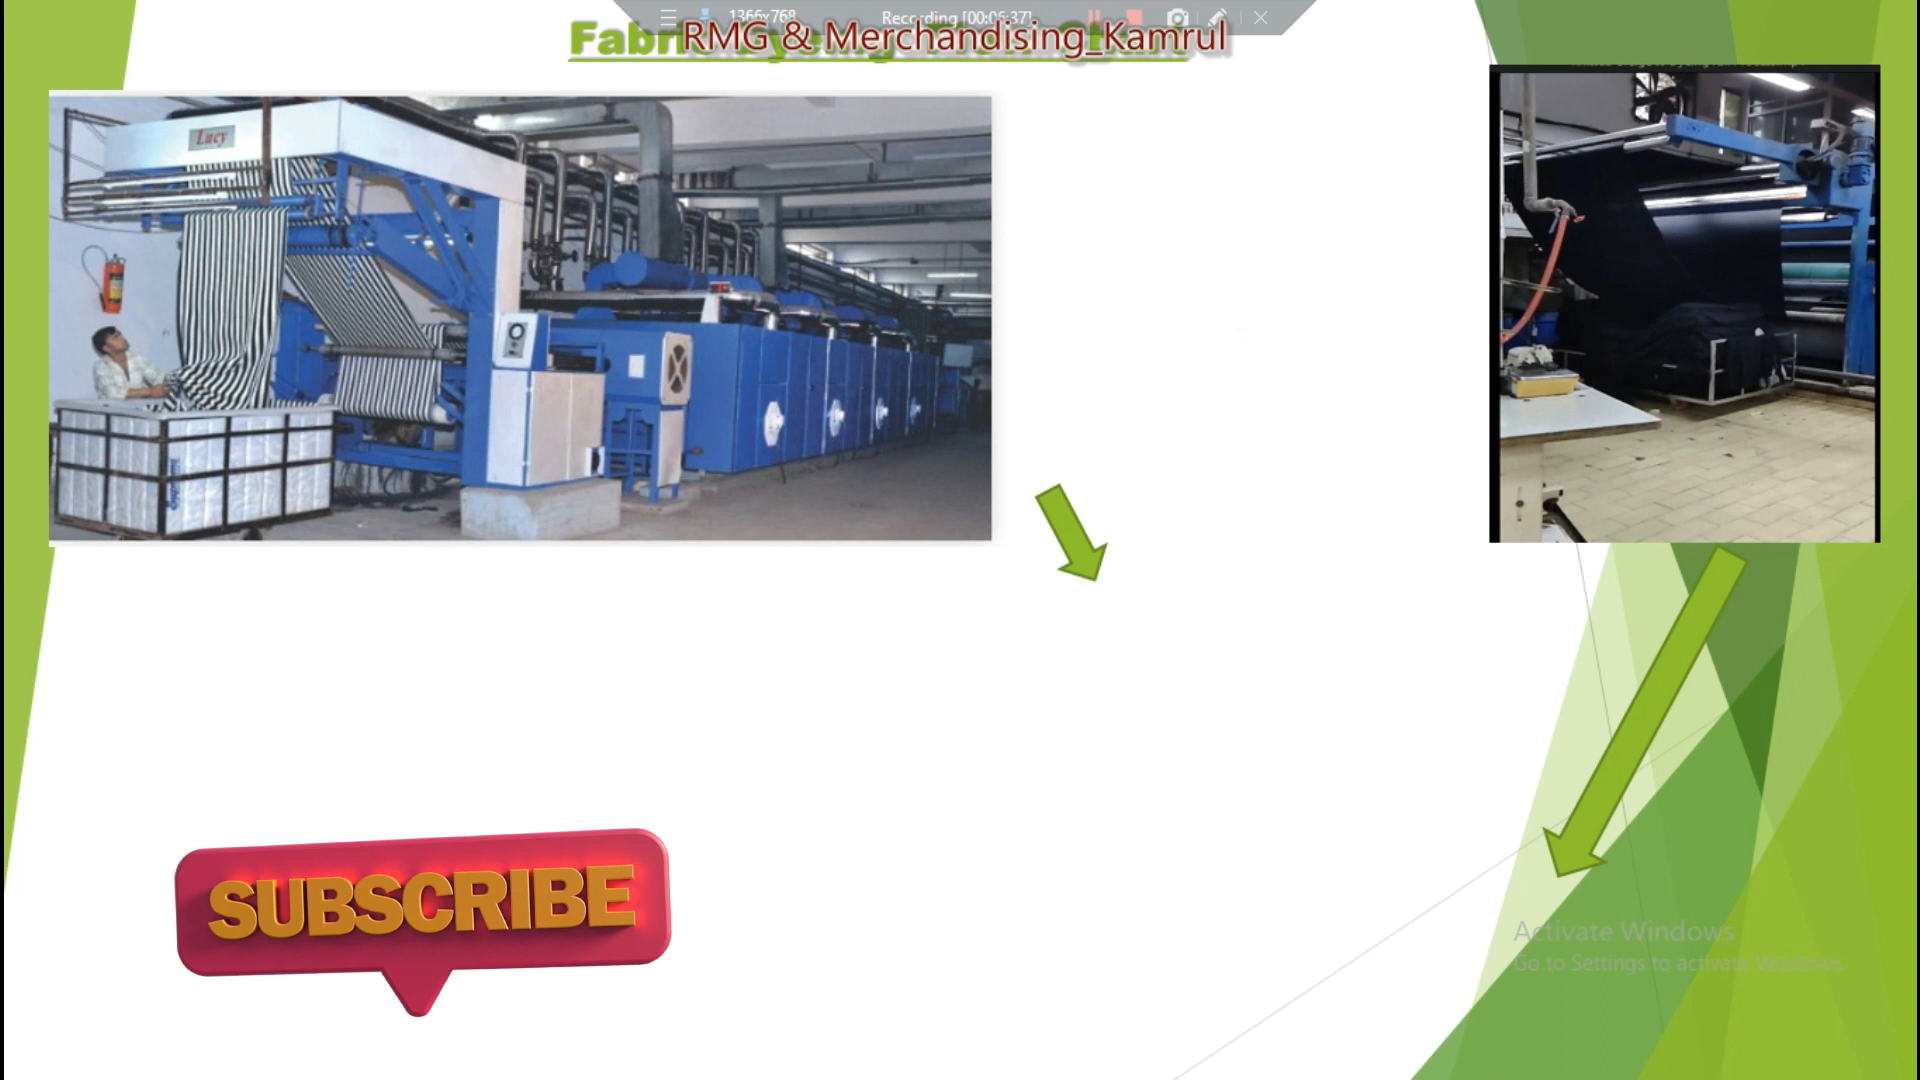 1366x768
Recording [00:06:37]
RMG & Merchandising_Kamrul
Lucy
SUBSCRIBE
Activate Windows
Go to Settings to activate Windows.